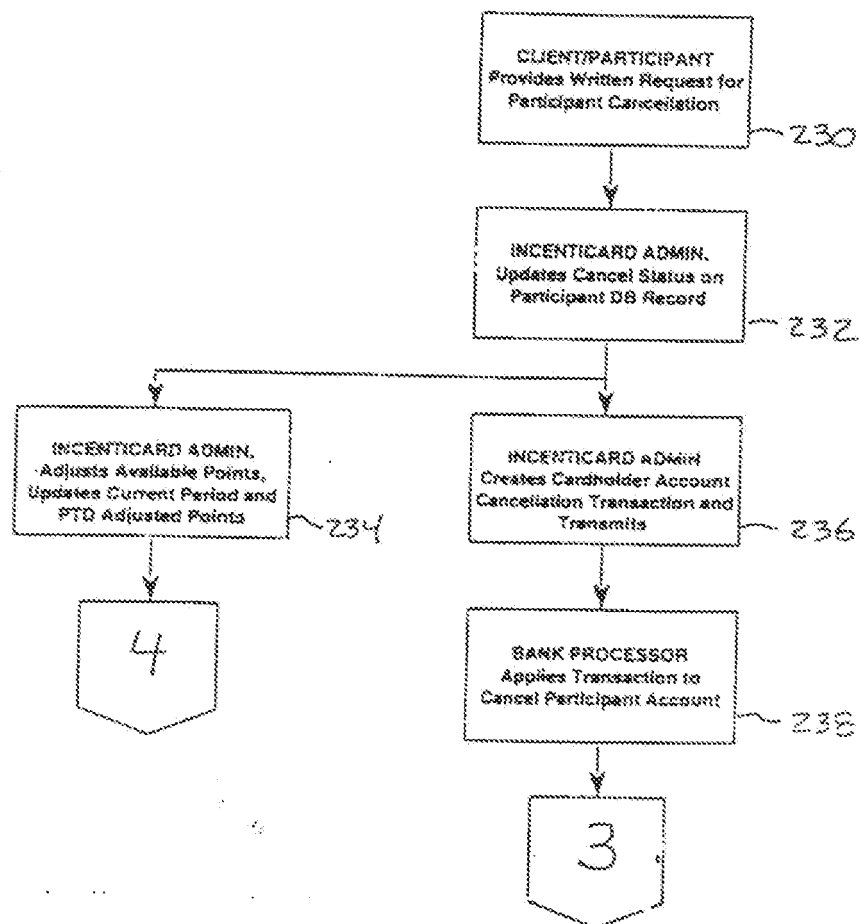 CLIENT/PARTICIPANT
Provides Written Request for
Participant Cancellation
230
INCENTICARD ADMIN.
Updates Cancel Status on
Participant DB Record
232
INCENTICARD ADMIN.
Adjusts Available Points,
Updates Current Period and
PTD Adjusted Points
234
INCENTICARD ADMIN
Creates Cardholder Account
Cancellation Transaction and
Transmits
236
4
BANK PROCESSOR
Applies Transaction to
Cancel Participant Account
238
3